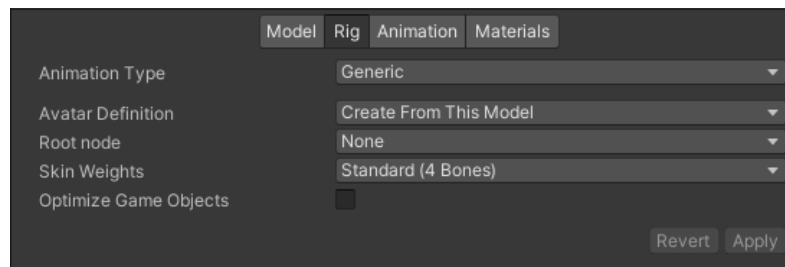 Model Rig Animation Materials
Animation Type Generic
Avatar Definition Create From This Model
Root node None
Skin Weights Standard (4 Bones)
Optimize Game Objects
Revert Apply